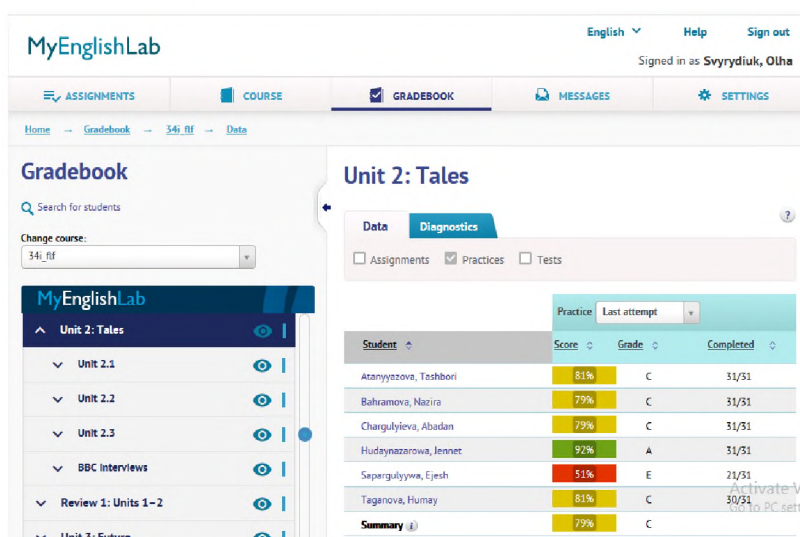 MyEnglishLab
English Help Sign out
Signed in as Svyrydiuk, Olha
ASSIGNMENTS COURSE GRADEBOOK MESSAGES SETTINGS
Home → Gradebook → 34i_flf → Data
Gradebook
Search for students
Change course:
34i_flf
MyEnglishLab
Unit 2: Tales
Unit 2.1
Unit 2.2
Unit 2.3
BBC Interviews
Review 1: Units 1–2
Unit 3: Future
Unit 2: Tales
?
Data Diagnostics
Assignments Practices Tests
Practice Last attempt
Student Score Grade Completed
Atanyyazova, Tashbori 81% C 31/31
Bahramova, Nazira 79% C 31/31
Chargulyieva, Abadan 79% C 31/31
Hudaynazarowa, Jennet 92% A 31/31
Sapargulyywa, Ejesh 51% E 21/31
Taganova, Humay 81% C 30/31
Summary i 79% C
Activate
Go to PC sett